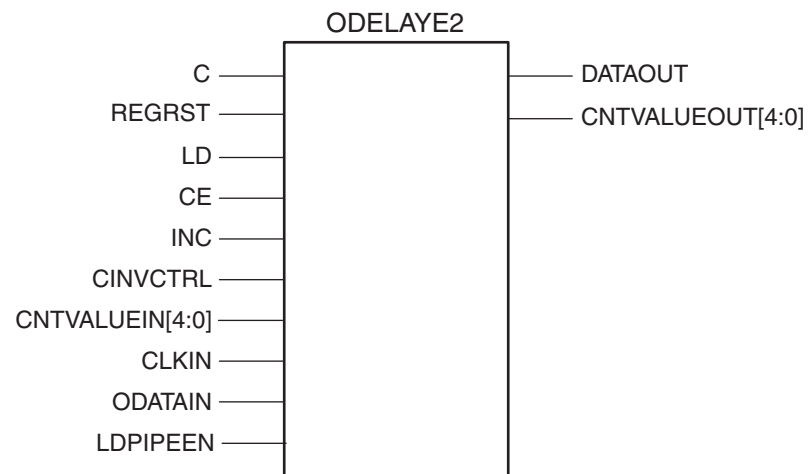 ODELAYE2
C
REGRST
LD
CE
INC
CINVCTRL
CNTVALUEIN[4:0]
CLKIN
ODATAIN
LDPIPEEN
DATAOUT
CNTVALUEOUT[4:0]